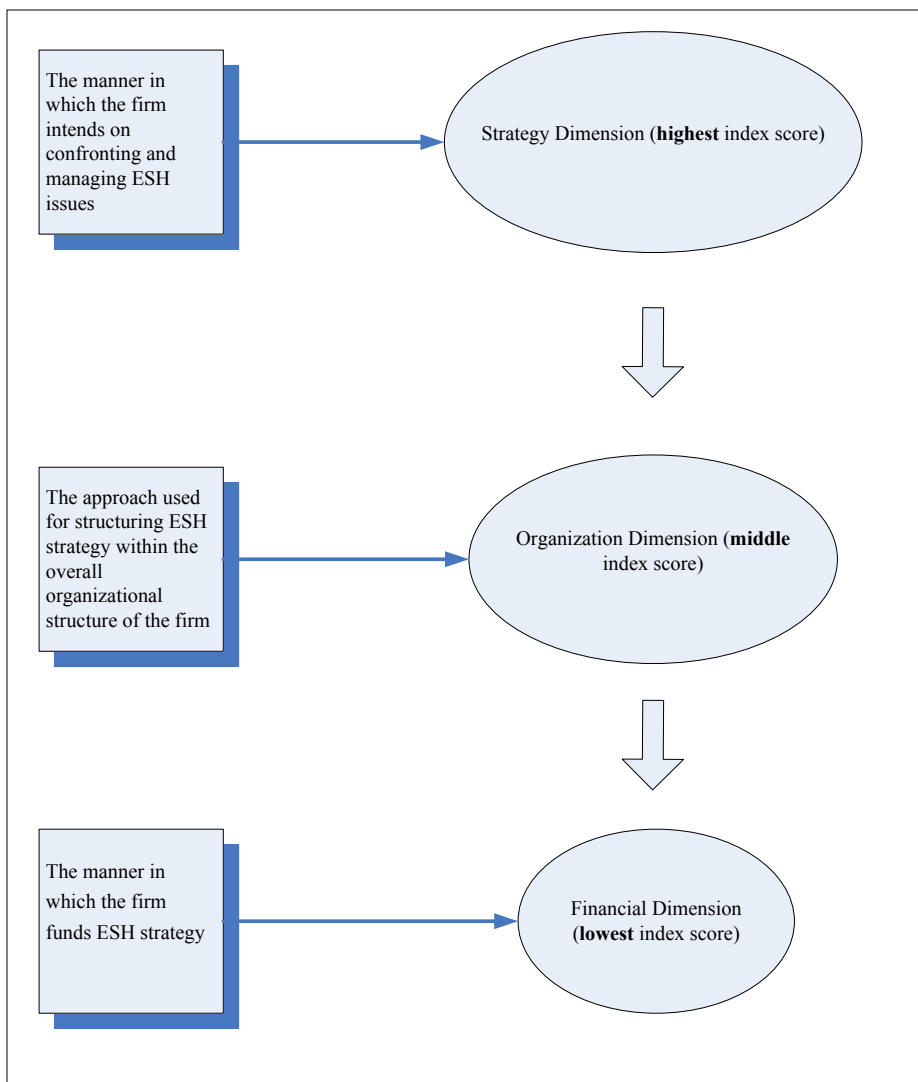 The manner in
which the firm
intends on
confronting and
managing ESH
issues
Strategy Dimension (highest index score)
The approach used
for structuring ESH
strategy within the
overall
organizational
structure of the firm
Organization Dimension (middle
index score)
The manner in
which the firm
funds ESH strategy
Financial Dimension
(lowest index score)